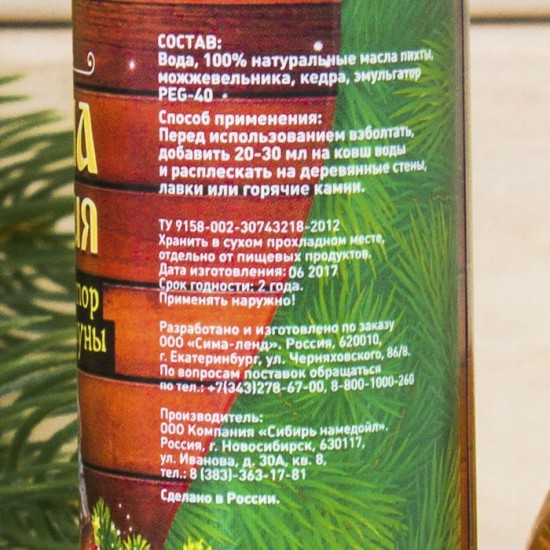 СОСТАВ:
Вода, 100% натуральные масла пихты,
можжевельника, кедра, эмульгатор
PEG-40
Способ применения:
Перед использованием взболтать,
добавить 20-30 мл на ковш воды
и расплескать на деревянные стены,
лавки или горячие камни.
ТУ 9158-002-30743218-2012
Хранить в сухом прохладном месте,
отдельно от пищевых продуктов.
Дата изготовления: 06 2017
Срок годности: 2 года.
Применять наружно!
Разработано и изготовлено по заказу
ООО «Сима-ленд». Россия, 620010,
г. Екатеринбург, ул. Черняховского, 86/8.
По вопросам поставок обращаться
по тел.: +7(343)278-67-00, 8-800-1000-260
Производитель:
ООО Компания «Сибирь намедойл».
Россия, г. Новосибирск, 630117,
ул. Иванова, д. 30А, кв. 8,
тел.: 8 (383)-363-17-81
Сделано в России.